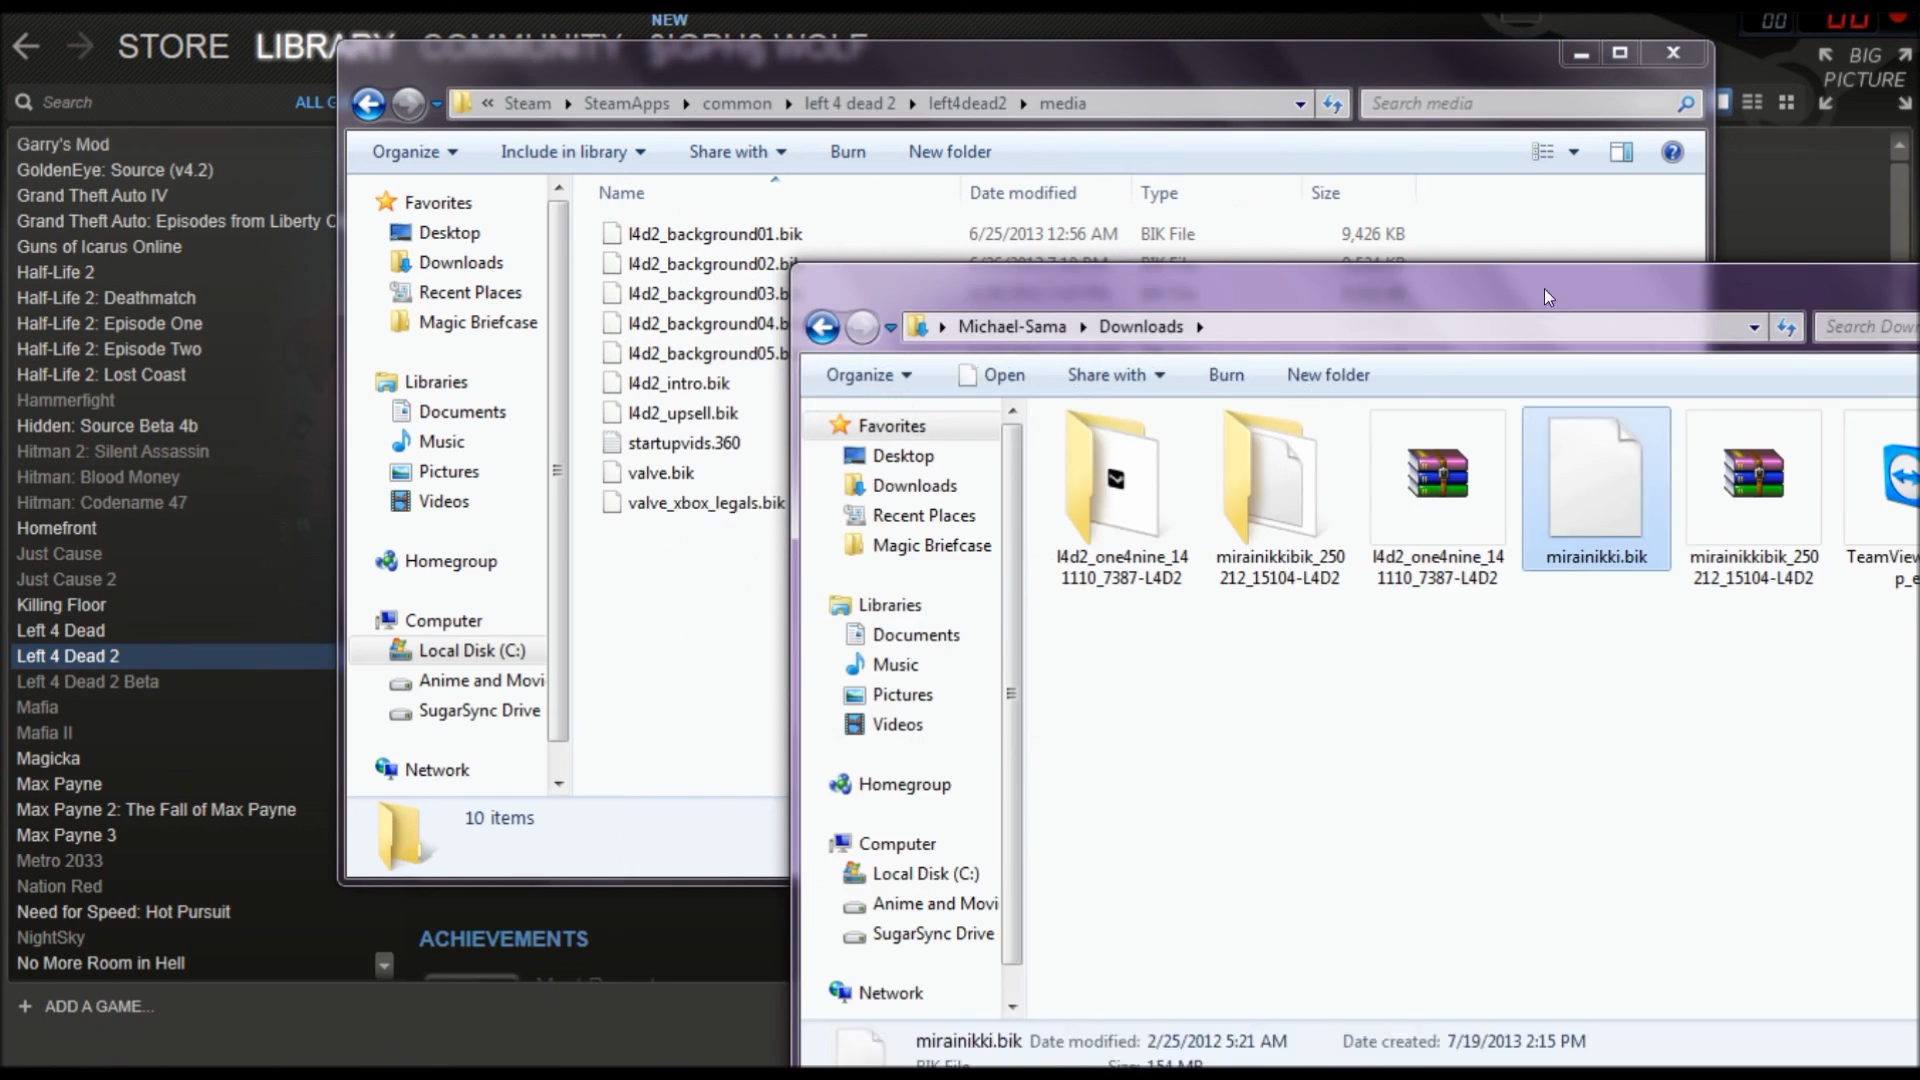 NEW
STORE LIBRARY COMMUNITY
00 00
BIG
PICTURE
Search
ALL G
Garry's Mod
GoldenEye: Source (v4.2)
Grand Theft Auto IV
Grand Theft Auto: Episodes from Liberty C
Guns of Icarus Online
Half-Life 2
Half-Life 2: Deathmatch
Half-Life 2: Episode One
Half-Life 2: Episode Two
Half-Life 2: Lost Coast
Hammerfight
Hidden: Source Beta 4b
Hitman 2: Silent Assassin
Hitman: Blood Money
Hitman: Codename 47
Homefront
Just Cause
Just Cause 2
Killing Floor
Left 4 Dead
Left 4 Dead 2
Left 4 Dead 2 Beta
Mafia
Mafia II
Magicka
Max Payne
Max Payne 2: The Fall of Max Payne
Max Payne 3
Metro 2033
Nation Red
Need for Speed: Hot Pursuit
NightSky
No More Room in Hell
+ ADD A GAME...
ACHIEVEMENTS
« Steam ▸ SteamApps ▸ common ▸ left 4 dead 2 ▸ left4dead2 ▸ media
Search media
Organize Include in library Share with Burn New folder
Favorites
Desktop
Downloads
Recent Places
Magic Briefcase
Libraries
Documents
Music
Pictures
Videos
Homegroup
Computer
Local Disk (C:)
Anime and Movi
SugarSync Drive
Network
Name Date modified Type Size
l4d2_background01.bik 6/25/2013 12:56 AM BIK File 9,426 KB
l4d2_background02.bi
l4d2_background03.b
l4d2_background04.b
l4d2_background05.b
l4d2_intro.bik
l4d2_upsell.bik
startupvids.360
valve.bik
valve_xbox_legals.bik
10 items
▸ Michael-Sama ▸ Downloads ▸
Search Dow
Organize Open Share with Burn New folder
Favorites
Desktop
Downloads
Recent Places
Magic Briefcase
Libraries
Documents
Music
Pictures
Videos
Homegroup
Computer
Local Disk (C:)
Anime and Movi
SugarSync Drive
Network
l4d2_one4nine_14
1110_7387-L4D2
mirainikkibik_250
212_15104-L4D2
l4d2_one4nine_14
1110_7387-L4D2
mirainikki.bik
mirainikkibik_250
212_15104-L4D2
TeamView
p_e
mirainikki.bik Date modified: 2/25/2012 5:21 AM Date created: 7/19/2013 2:15 PM
BIK File Size: 154 MB